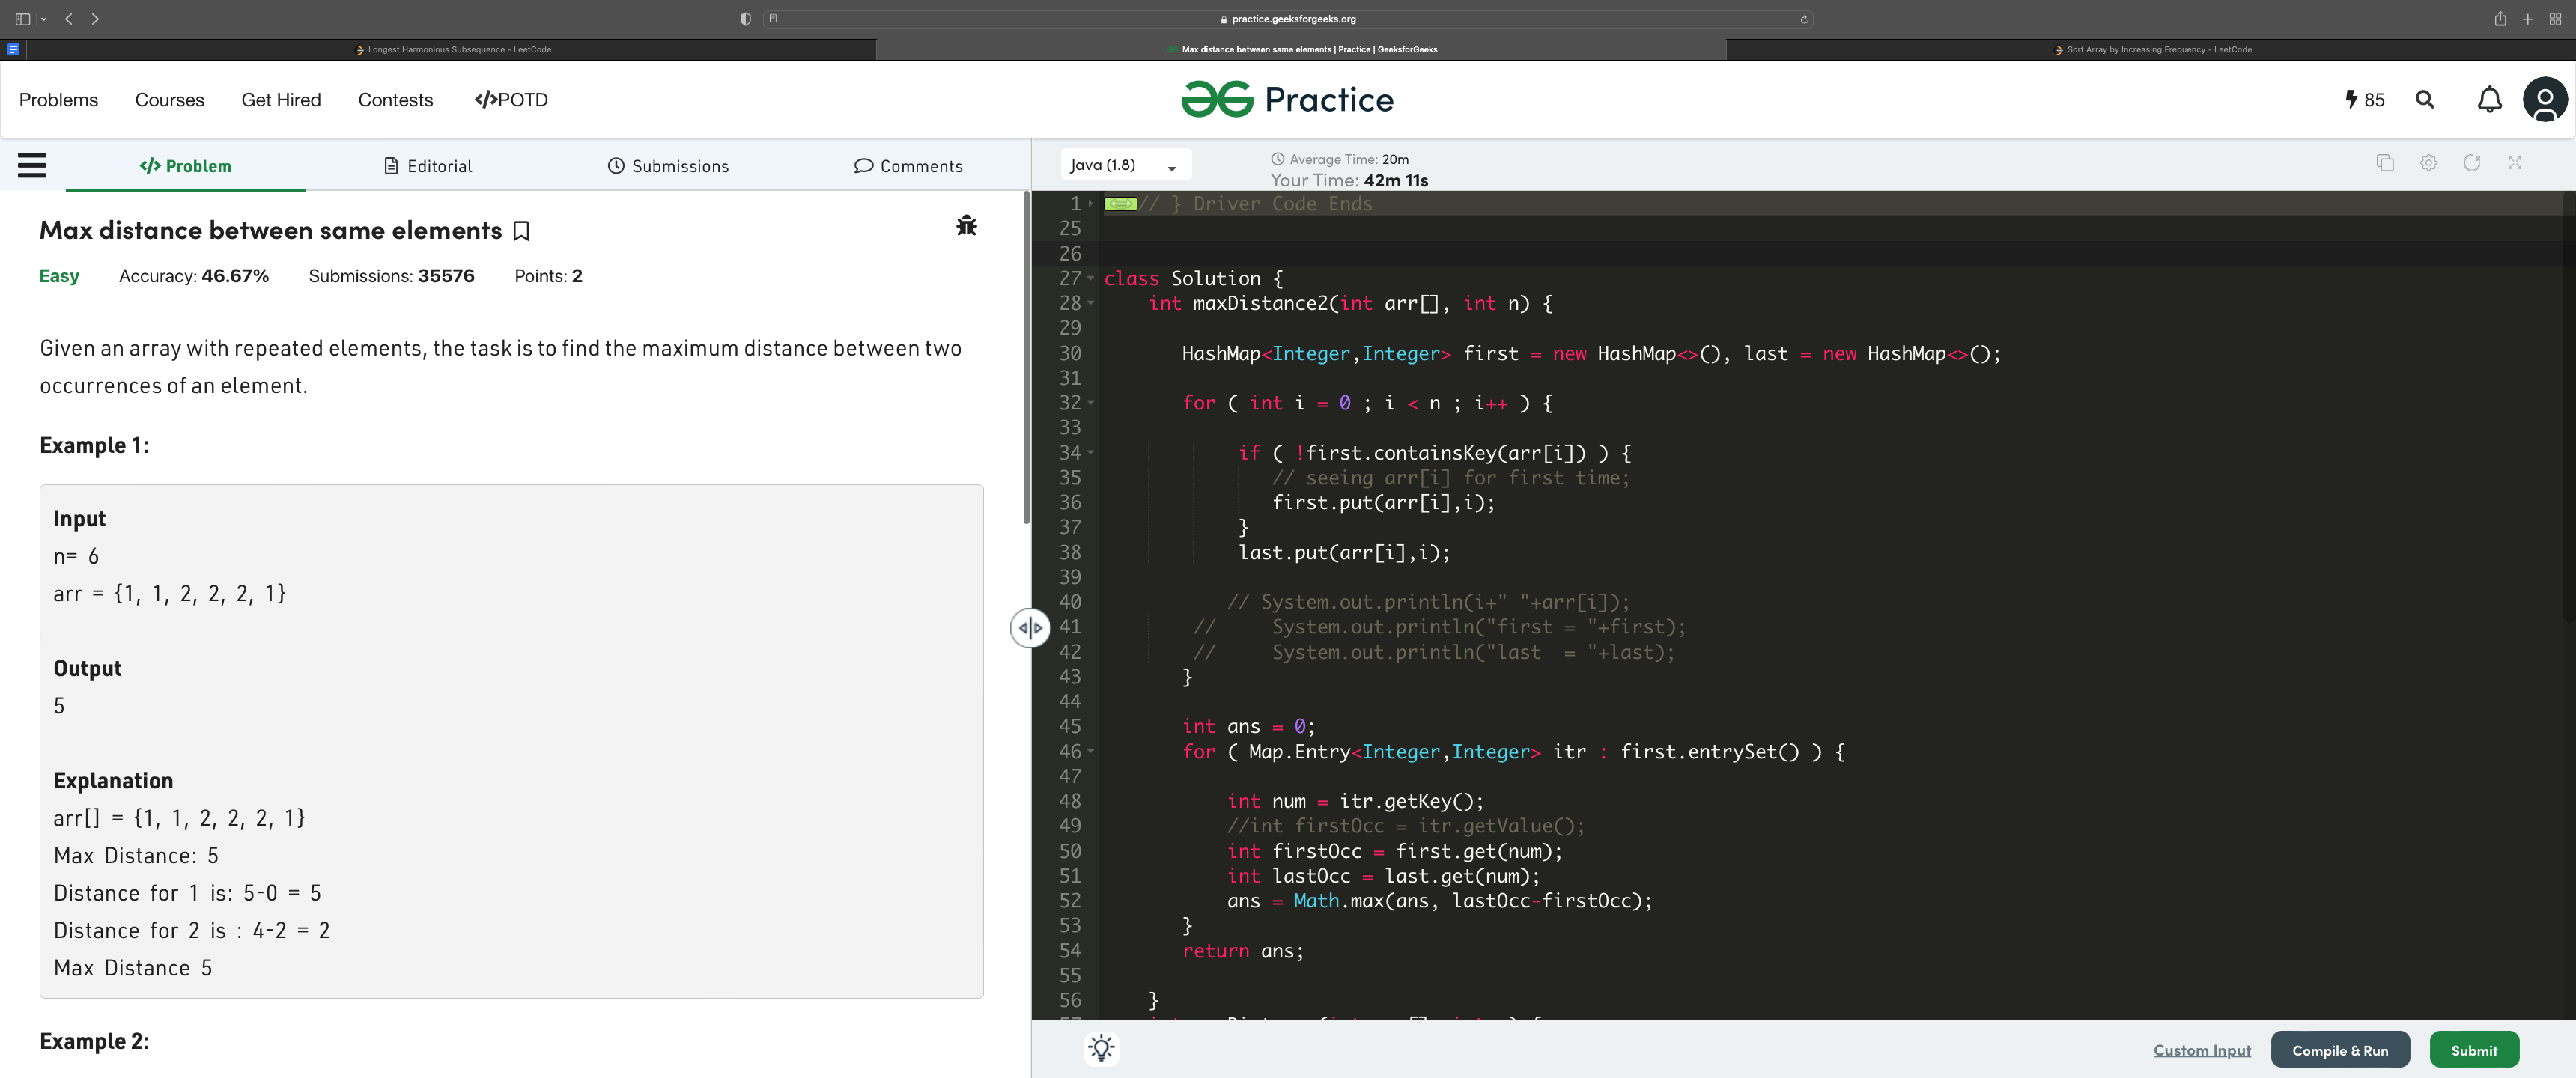 practice.geeksforgeeks.org
Longest Harmonious Subsequence - LeetCode
Max distance between same elements | Practice | GeeksforGeeks
Sort Array by Increasing Frequency - LeetCode
Problems
Courses
Get Hired
Contests
</>POTD
Practice
85
</> Problem
Editorial
Submissions
Comments
Java (1.8)
Average Time: 20m
Your Time: 42m 11s
Max distance between same elements
Easy Accuracy: 46.67% Submissions: 35576 Points: 2
Given an array with repeated elements, the task is to find the maximum distance between two
occurrences of an element.
Example 1:
Input
n= 6
arr = {1, 1, 2, 2, 2, 1}
Output
5
Explanation
arr[] = {1, 1, 2, 2, 2, 1}
Max Distance: 5
Distance for 1 is: 5-0 = 5
Distance for 2 is : 4-2 = 2
Max Distance 5
Example 2:
1 // } Driver Code Ends
25
26
27 class Solution {
28 int maxDistance2(int arr[], int n) {
29
30 HashMap<Integer,Integer> first = new HashMap<>(), last = new HashMap<>();
31
32 for ( int i = 0 ; i < n ; i++ ) {
33
34 if ( !first.containsKey(arr[i]) ) {
35 // seeing arr[i] for first time;
36 first.put(arr[i],i);
37 }
38 last.put(arr[i],i);
39
40 // System.out.println(i+" "+arr[i]);
41 // System.out.println("first = "+first);
42 // System.out.println("last  = "+last);
43 }
44
45 int ans = 0;
46 for ( Map.Entry<Integer,Integer> itr : first.entrySet() ) {
47
48 int num = itr.getKey();
49 //int firstOcc = itr.getValue();
50 int firstOcc = first.get(num);
51 int lastOcc = last.get(num);
52 ans = Math.max(ans, lastOcc-firstOcc);
53 }
54 return ans;
55
56 }
Custom Input
Compile & Run
Submit